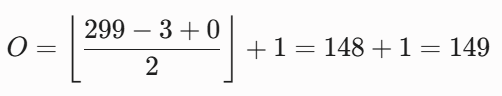 O = ⌊(299 − 3 + 0)/2⌋ + 1 = 148 + 1 = 149